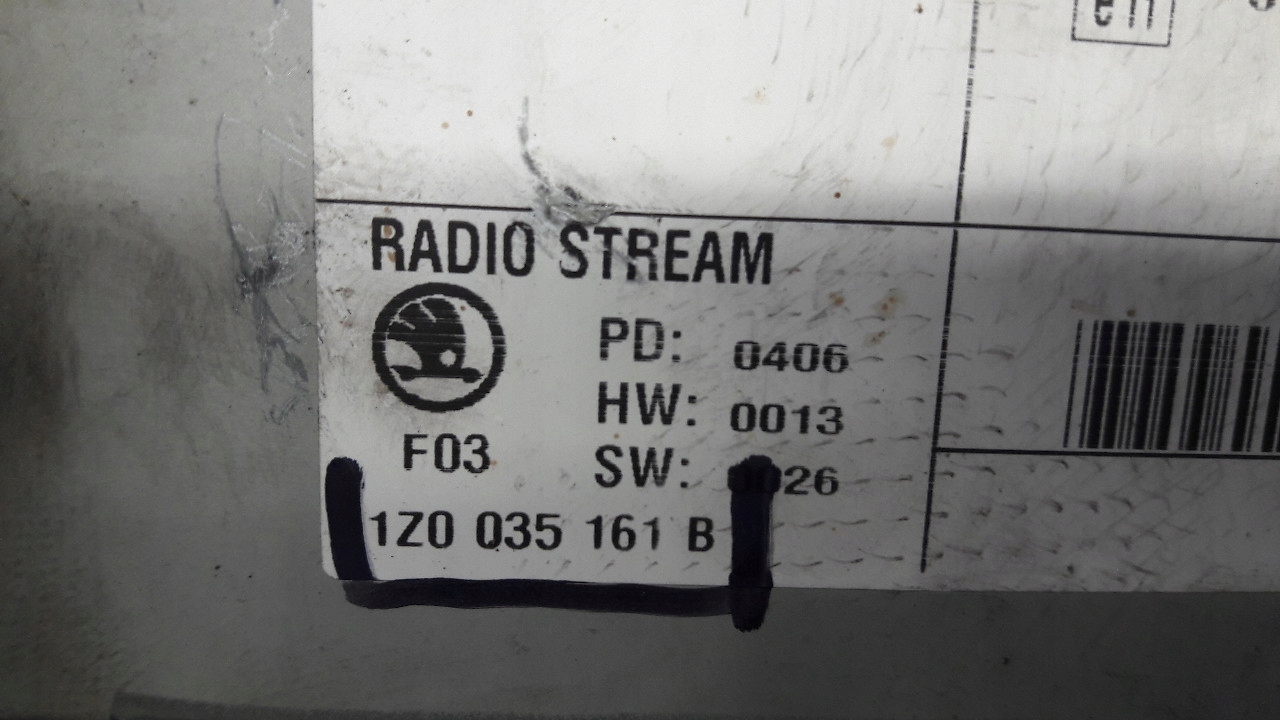 RADIO STREAM
PD: 0406
HW: 0013
F03
SW:
1Z0 035 161 B